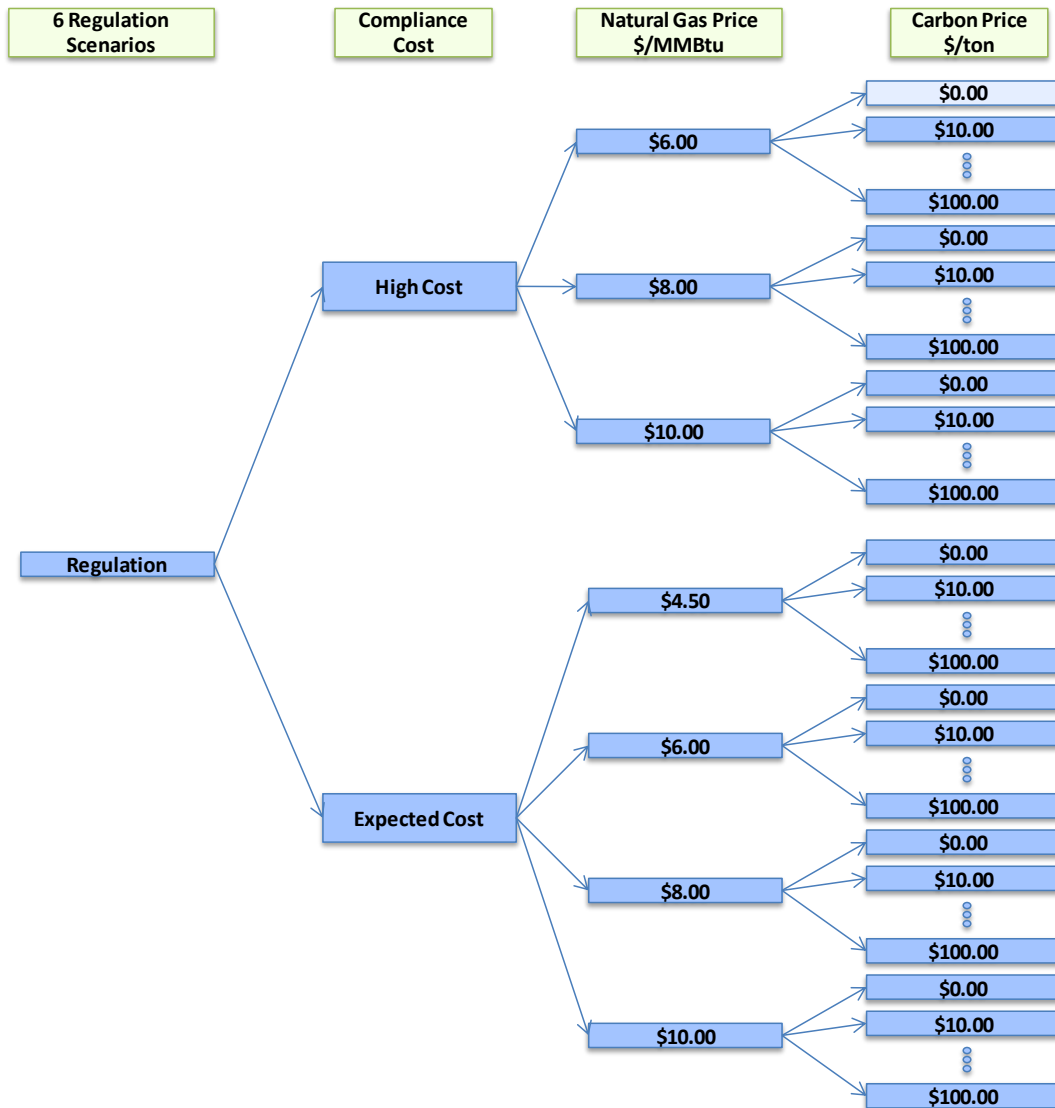 6 Regulation
Scenarios
Compliance
Cost
Natural Gas Price
$/MMBtu
Carbon Price
$/ton
$0.00
$10.00
$6.00
$100.00
$0.00
$10.00
High Cost
$8.00
$100.00
$0.00
$10.00
$10.00
$100.00
Regulation
$0.00
$10.00
$4.50
$100.00
$0.00
$10.00
$6.00
$100.00
Expected Cost
$0.00
$10.00
$8.00
$100.00
$0.00
$10.00
$10.00
$100.00